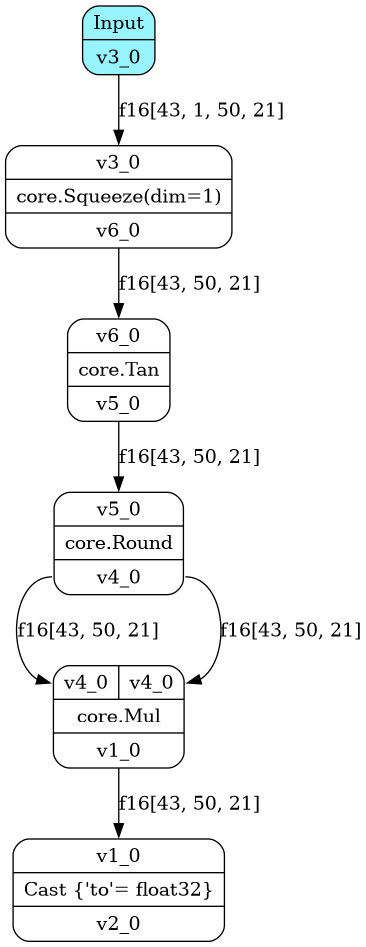 Input
v3_0
f16[43, 1, 50, 21]
v3_0
core.Squeeze(dim=1)
v6_0
f16[43, 50, 21]
v6_0
core.Tan
v5_0
f16[43, 50, 21]
v5_0
core.Round
v4_0
f16[43, 50, 21]
f16[43, 50, 21]
v4_0 v4_0
core.Mul
v1_0
f16[43, 50, 21]
v1_0
Cast {'to'= float32}
v2_0